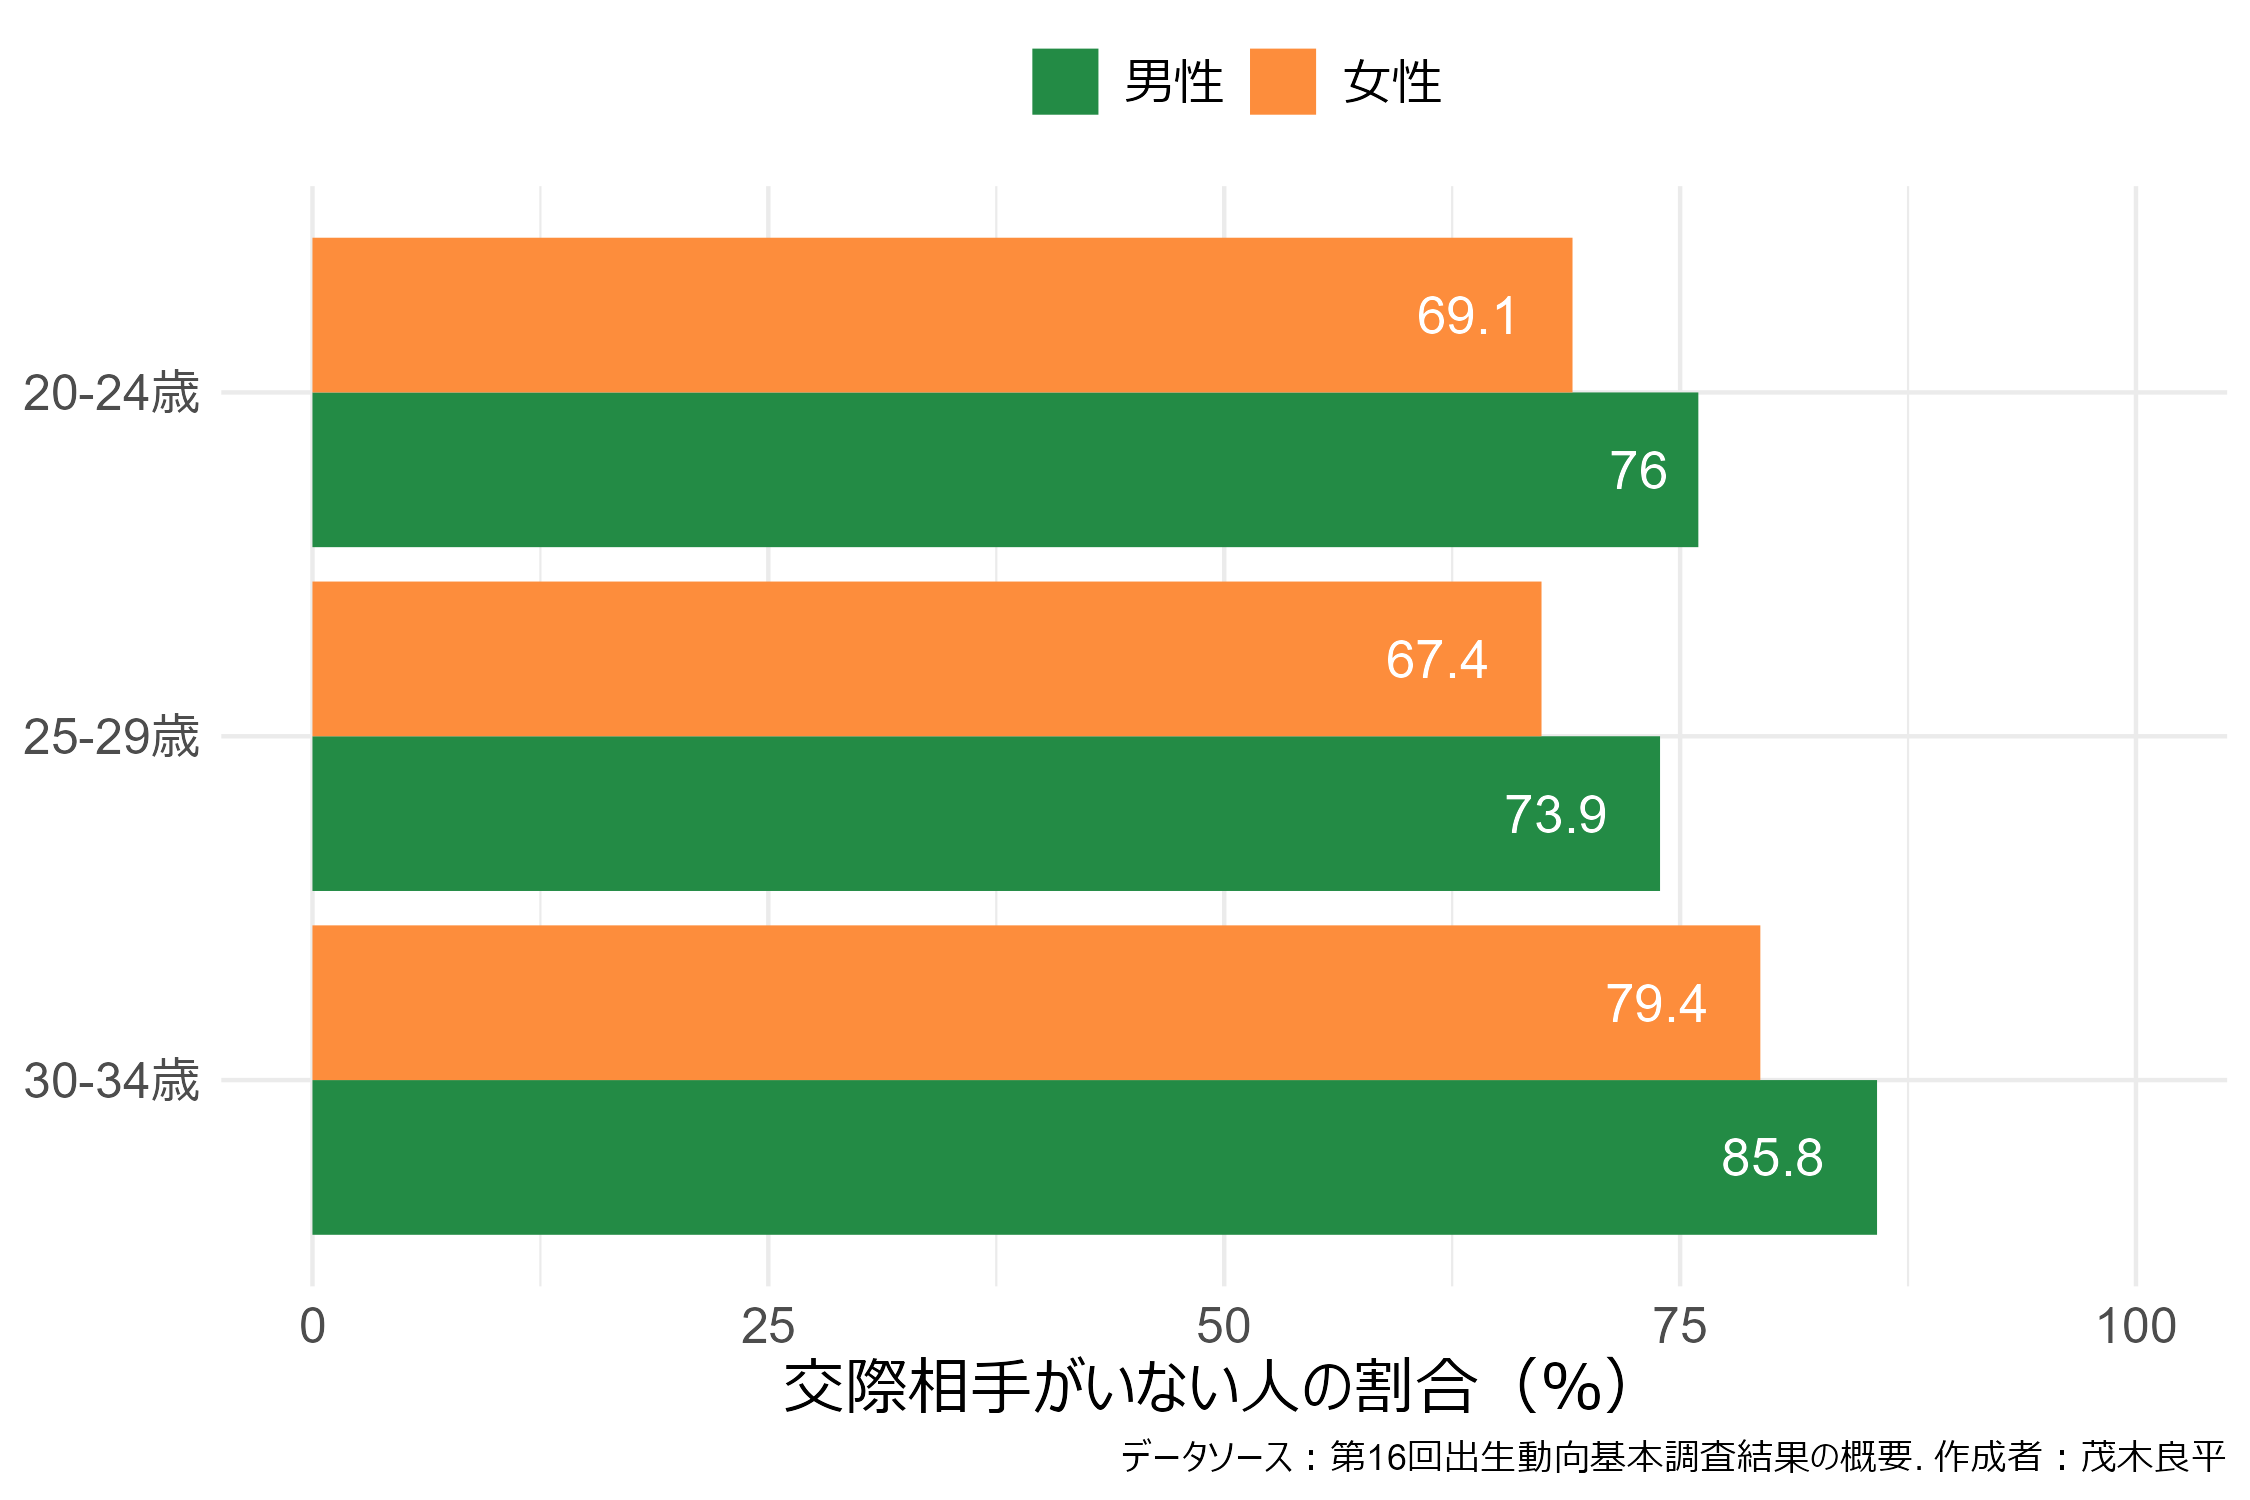 男性 女性
69.1
20-24歳
76
67.4
25-29歳
73.9
79.4
30-34歳
85.8
0 25 50 75 100
交際相手がいない人の割合（%）
データソース：第16回出生動向基本調査結果の概要. 作成者：茂木良平